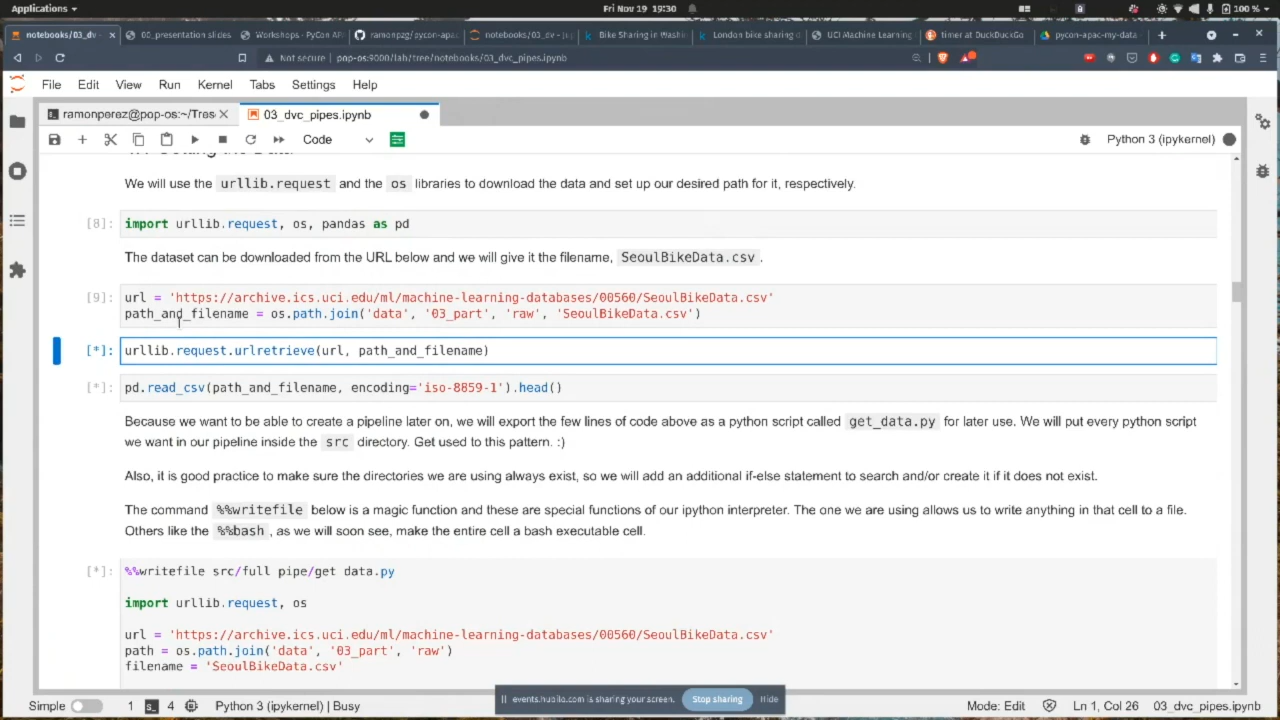 Applications
Fri Nov 19 19:30
100 %
notebooks/03_dv
00_presentation slides
Workshops - PyCon AP
ramonpzg/pycon-apac
notebooks/03_dv
Bike Sharing in Washi
London bike sharing d
UCI Machine Learning
timer at DuckDuckGo
pycon-apac-my-data
Not secure pop-os:9000/lab/tree/notebooks/03_dvc_pipes.ipynb
File Edit View Run Kernel Tabs Settings Help
ramonperez@pop-os:~/Tres
03_dvc_pipes.ipynb
Code
Python 3 (ipykernel)
We will use the urllib.request and the os libraries to download the data and set up our desired path for it, respectively.
[8]: import urllib.request, os, pandas as pd
The dataset can be downloaded from the URL below and we will give it the filename, SeoulBikeData.csv.
[9]: url = 'https://archive.ics.uci.edu/ml/machine-learning-databases/00560/SeoulBikeData.csv'
path_and_filename = os.path.join('data', '03_part', 'raw', 'SeoulBikeData.csv')
[*]: urllib.request.urlretrieve(url, path_and_filename)
[*]: pd.read_csv(path_and_filename, encoding='iso-8859-1').head()
Because we want to be able to create a pipeline later on, we will export the few lines of code above as a python script called get_data.py for later use. We will put every python script
we want in our pipeline inside the src directory. Get used to this pattern. :)
Also, it is good practice to make sure the directories we are using always exist, so we will add an additional if-else statement to search and/or create it if it does not exist.
The command %%writefile below is a magic function and these are special functions of our ipython interpreter. The one we are using allows us to write anything in that cell to a file.
Others like the %%bash, as we will soon see, make the entire cell a bash executable cell.
[*]: %%writefile src/full pipe/get data.py
import urllib.request, os
url = 'https://archive.ics.uci.edu/ml/machine-learning-databases/00560/SeoulBikeData.csv'
path = os.path.join('data', '03_part', 'raw')
filename = 'SeoulBikeData.csv'
events.hubilo.com is sharing your screen. Stop sharing Hide
Simple 1 4 Python 3 (ipykernel) | Busy
Mode: Edit Ln 1, Col 26 03_dvc_pipes.ipynb